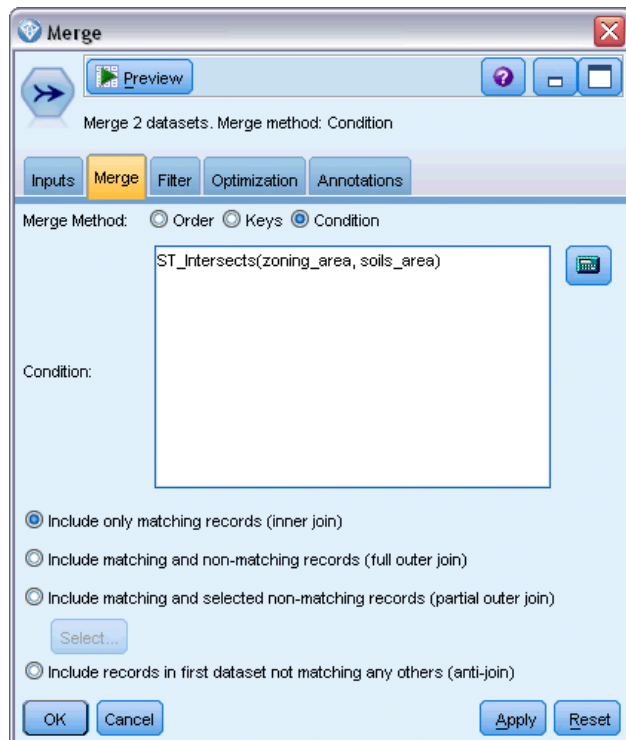 Merge
Preview
Merge 2 datasets. Merge method: Condition
Inputs Merge Filter Optimization Annotations
Merge Method: Order Keys Condition
ST_Intersects(zoning_area, soils_area)
Condition:
Include only matching records (inner join)
Include matching and non-matching records (full outer join)
Include matching and selected non-matching records (partial outer join)
Select...
Include records in first dataset not matching any others (anti-join)
OK Cancel Apply Reset